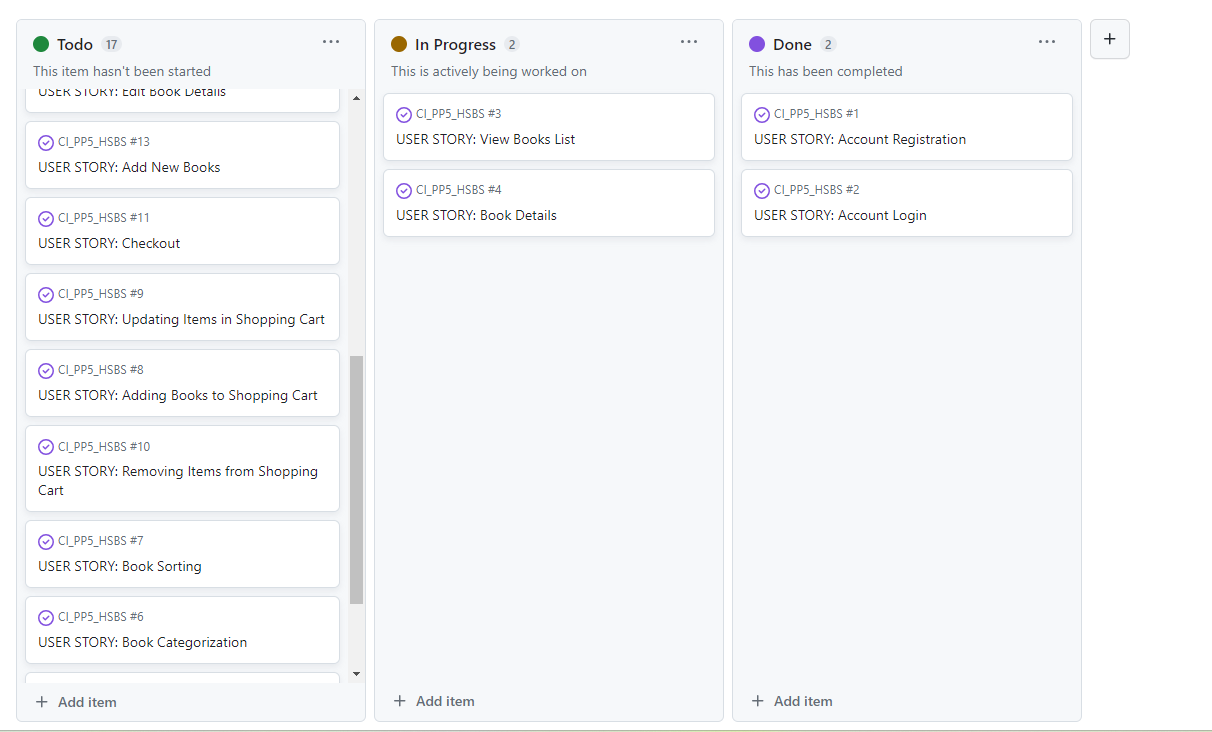 Todo 17
This item hasn't been started
USER STORY: Edit Book Details
CI_PP5_HSBS #13
USER STORY: Add New Books
CI_PP5_HSBS #11
USER STORY: Checkout
CI_PP5_HSBS #9
USER STORY: Updating Items in Shopping Cart
CI_PP5_HSBS #8
USER STORY: Adding Books to Shopping Cart
CI_PP5_HSBS #10
USER STORY: Removing Items from Shopping
Cart
CI_PP5_HSBS #7
USER STORY: Book Sorting
CI_PP5_HSBS #6
USER STORY: Book Categorization
+ Add item
In Progress 2
This is actively being worked on
CI_PP5_HSBS #3
USER STORY: View Books List
CI_PP5_HSBS #4
USER STORY: Book Details
+ Add item
Done 2
This has been completed
CI_PP5_HSBS #1
USER STORY: Account Registration
CI_PP5_HSBS #2
USER STORY: Account Login
+ Add item